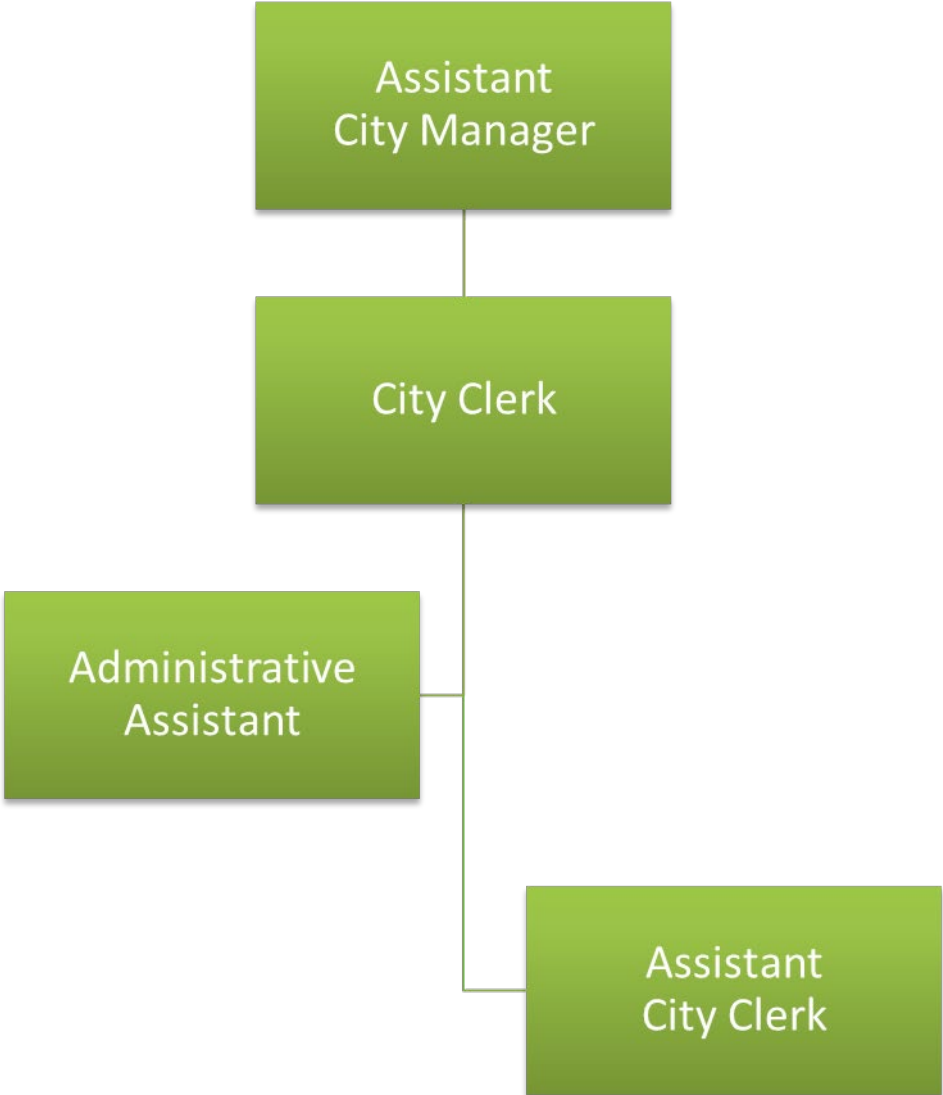 Assistant
City Manager
City Clerk
Administrative
Assistant
Assistant
City Clerk